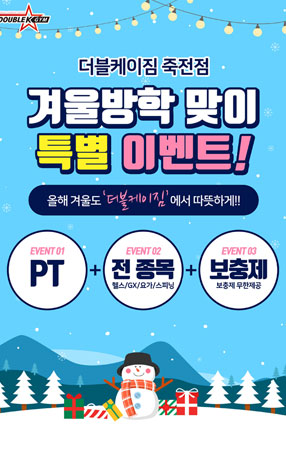 DOUBLE K GYM
더블케이짐 죽전점
겨울방학 맞이
특별 이벤트!
올해 겨울도 '더블케이짐'에서 따뜻하게!!
EVENT 01
PT
+
EVENT 02
전 종목
헬스/GX/요가/스피닝
+
EVENT 03
보충제
보충제 무한제공